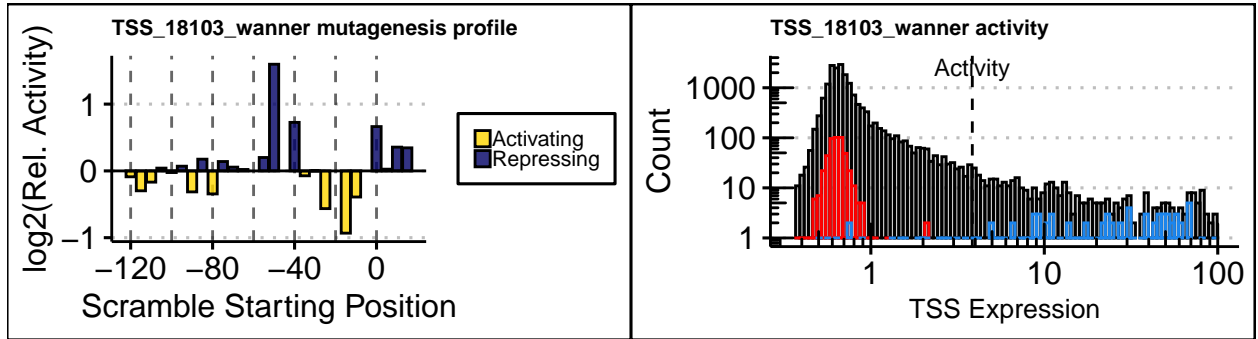 TSS_18103_wanner mutagenesis profile
log2(Rel. Activity)
1
0
−1
−120
−80
−40
0
Scramble Starting Position
Activating
Repressing
TSS_18103_wanner activity
Activity
Count
1000
100
10
1
1
10
100
TSS Expression